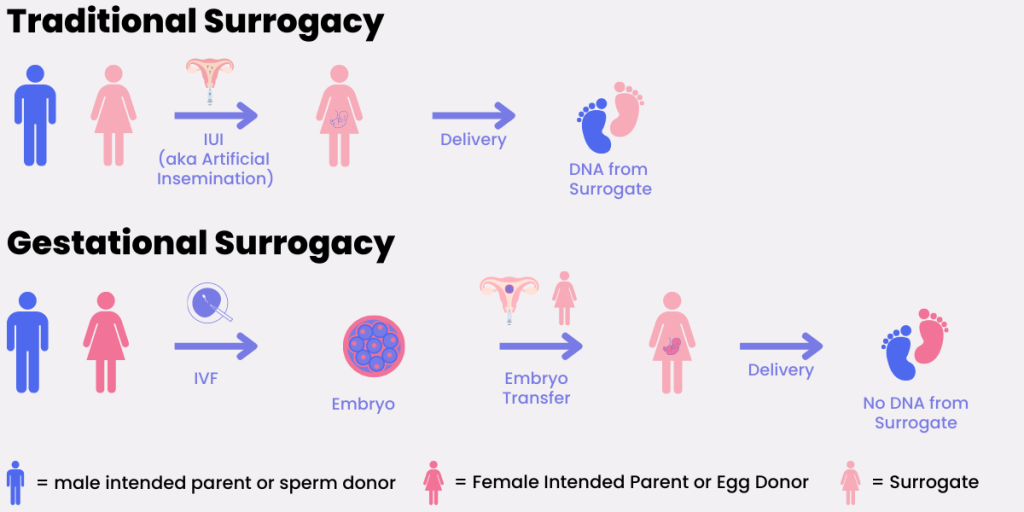 Traditional Surrogacy
IUI
(aka Artificial
Insemination)
Delivery
DNA from
Surrogate
Gestational Surrogacy
IVF
Embryo
Embryo
Transfer
Delivery
No DNA from
Surrogate
= male intended parent or sperm donor
= Female Intended Parent or Egg Donor
= Surrogate